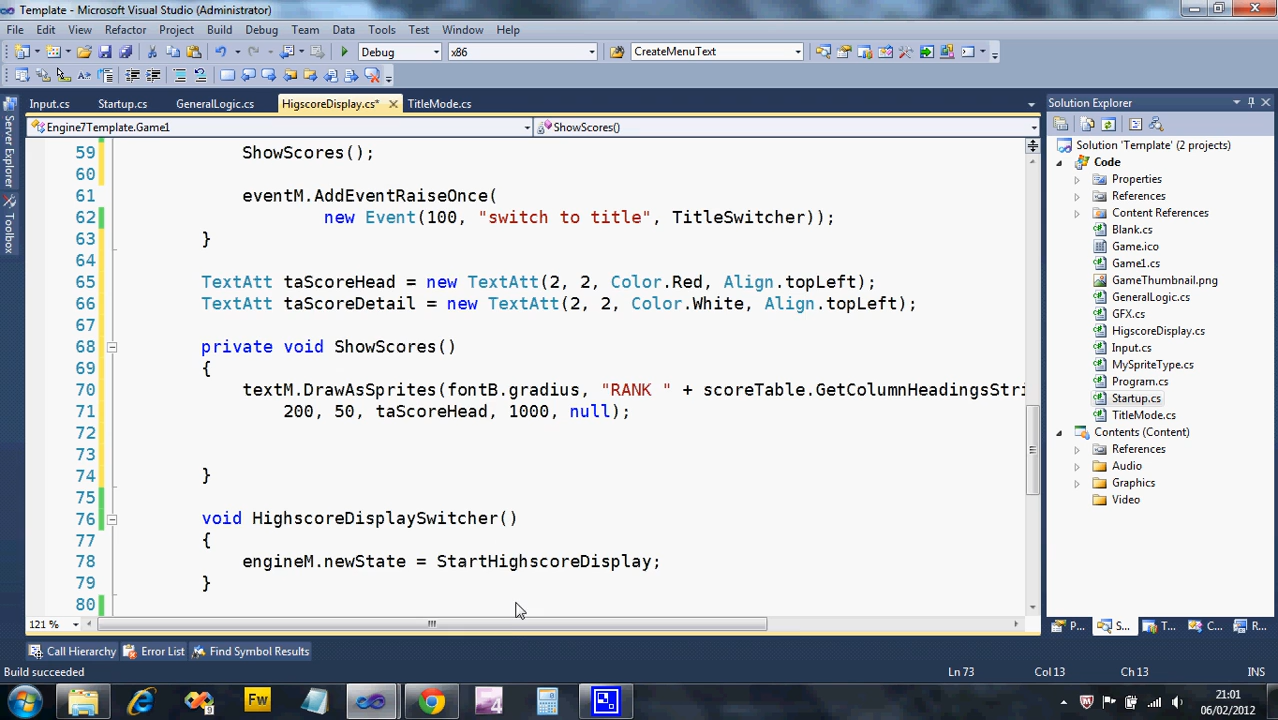 Template - Microsoft Visual Studio (Administrator)
File Edit View Refactor Project Build Debug Team Data Tools Test Window Help
Debug x86 CreateMenuText
Input.cs Startup.cs GeneralLogic.cs HigscoreDisplay.cs* TitleMode.cs
Engine7Template.Game1 ShowScores()
59 ShowScores();
60
61 eventM.AddEventRaiseOnce(
62 new Event(100, "switch to title", TitleSwitcher));
63 }
64
65 TextAtt taScoreHead = new TextAtt(2, 2, Color.Red, Align.topLeft);
66 TextAtt taScoreDetail = new TextAtt(2, 2, Color.White, Align.topLeft);
67
68 private void ShowScores()
69 {
70 textM.DrawAsSprites(fontB.gradius, "RANK " + scoreTable.GetColumnHeadingsStri
71 200, 50, taScoreHead, 1000, null);
72
73
74 }
75
76 void HighscoreDisplaySwitcher()
77 {
78 engineM.newState = StartHighscoreDisplay;
79 }
80
121 %
Server Explorer
Toolbox
Solution Explorer
Solution 'Template' (2 projects)
Code
Properties
References
Content References
Blank.cs
Game.ico
Game1.cs
GameThumbnail.png
GeneralLogic.cs
GFX.cs
HigscoreDisplay.cs
Input.cs
MySpriteType.cs
Program.cs
Startup.cs
TitleMode.cs
Contents (Content)
References
Audio
Graphics
Video
P... S... T... C... R...
Call Hierarchy Error List Find Symbol Results
Build succeeded Ln 73 Col 13 Ch 13 INS
Fw
21:01
06/02/2012